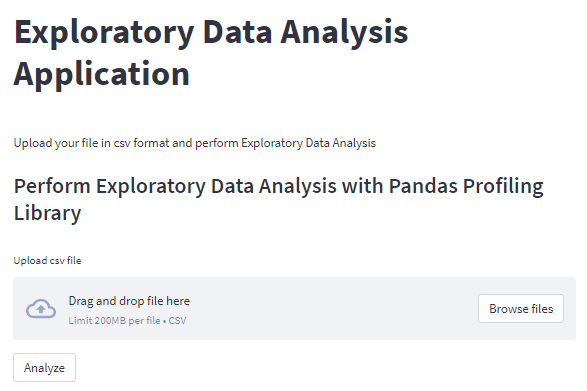 Exploratory Data Analysis
Application
Upload your file in csv format and perform Exploratory Data Analysis
Perform Exploratory Data Analysis with Pandas Profiling
Library
Upload csv file
Drag and drop file here
Limit 200MB per file • CSV
Browse files
Analyze